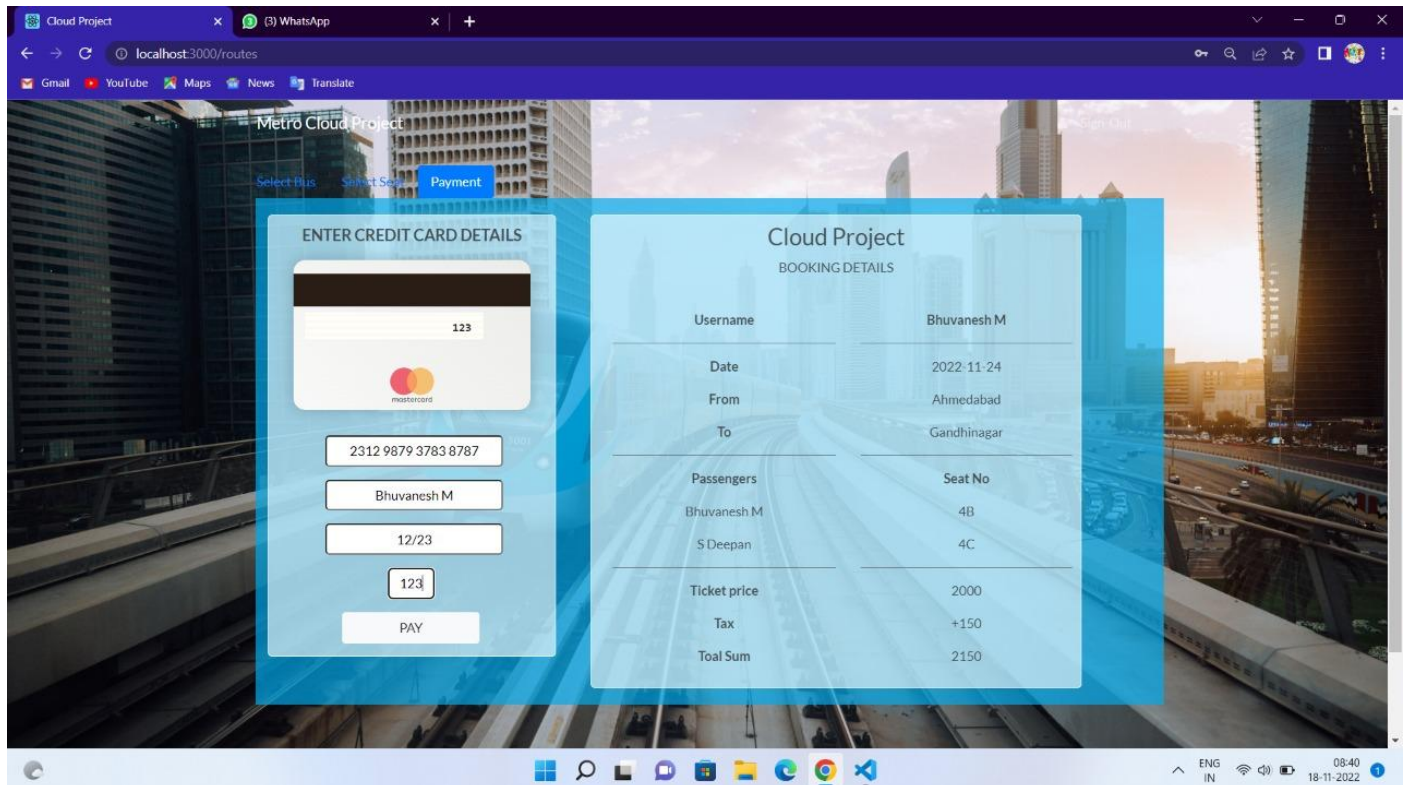 Cloud Project
(3) WhatsApp
localhost:3000/routes
Gmail YouTube Maps News Translate
Metro Cloud Project
Sign-Out
Select Bus Select Seat Payment
ENTER CREDIT CARD DETAILS
123
mastercard
2312 9879 3783 8787
Bhuvanesh M
12/23
123
PAY
Cloud Project
BOOKING DETAILS
Username Bhuvanesh M
Date 2022-11-24
From Ahmedabad
To Gandhinagar
Passengers Seat No
Bhuvanesh M 4B
S Deepan 4C
Ticket price 2000
Tax +150
Toal Sum 2150
ENG
IN
08:40
18-11-2022
1